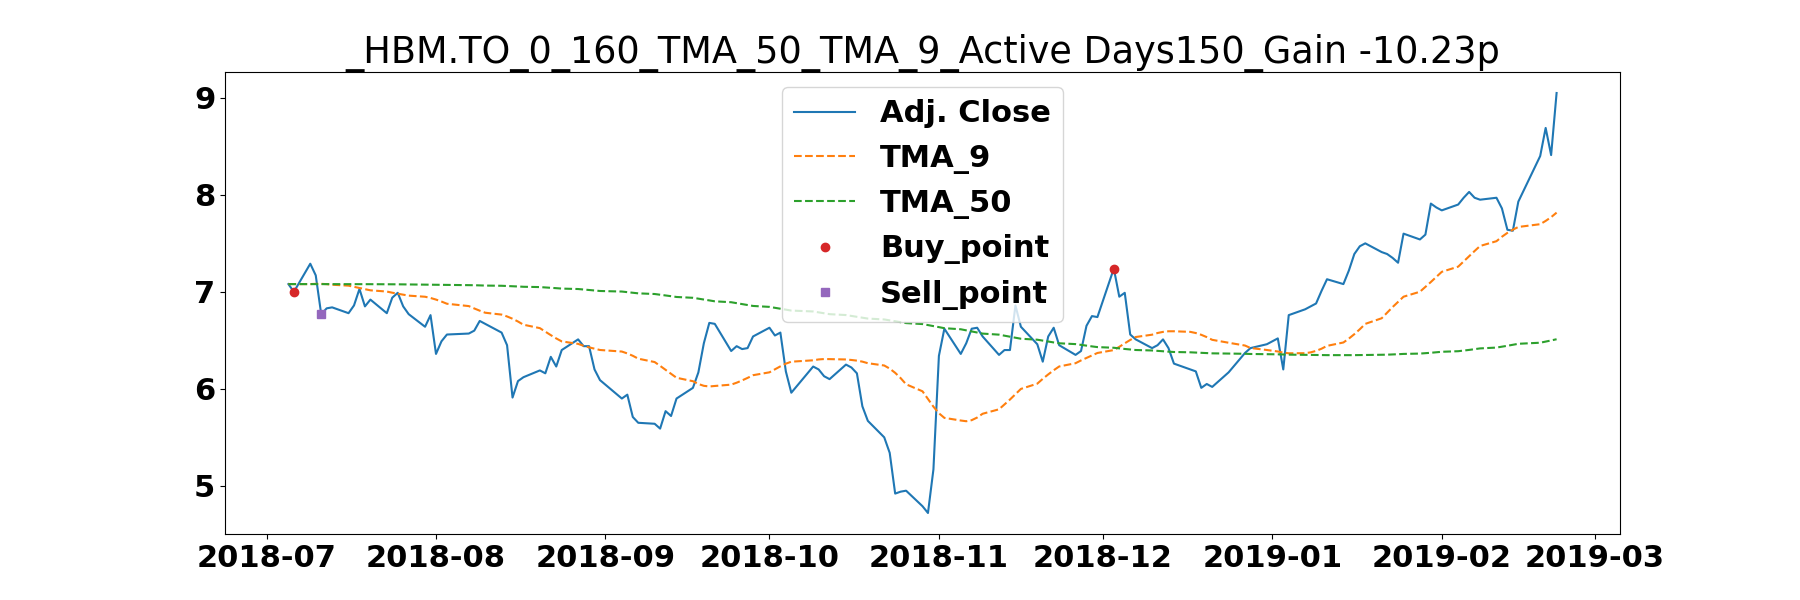 _HBM.TO_0_160_TMA_50_TMA_9_Active Days150_Gain -10.23p
9
8
7
6
5
Adj. Close
TMA_9
TMA_50
Buy_point
Sell_point
2018-07 2018-08 2018-09 2018-10 2018-11 2018-12 2019-01 2019-02 2019-03